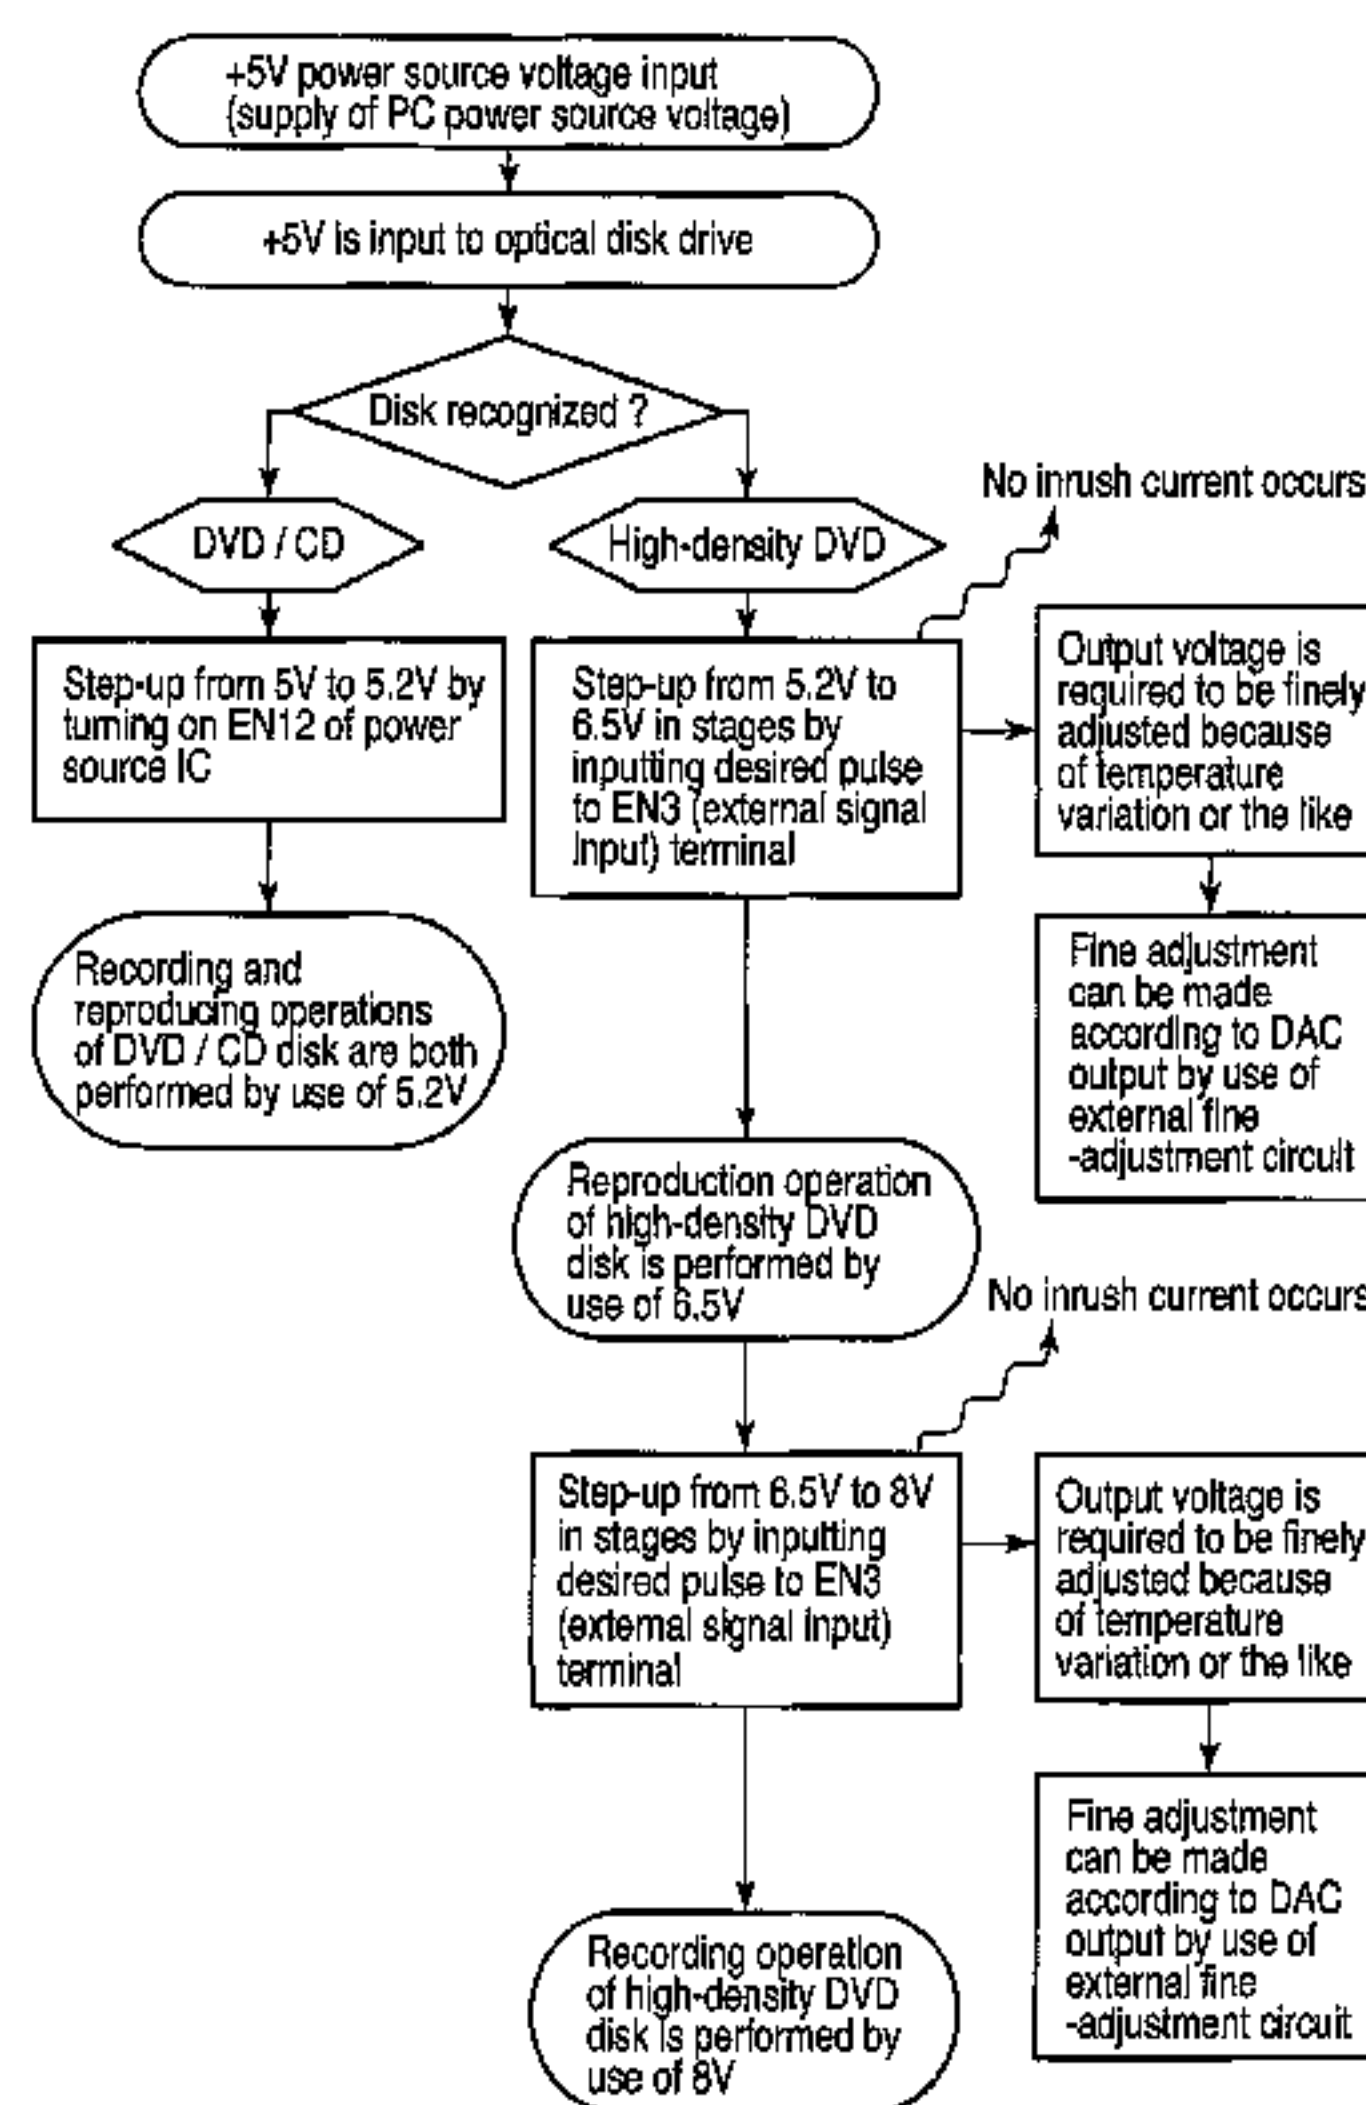 +5V power source voltage input
(supply of PC power source voltage)
+5V is input to optical disk drive
Disk recognized ?
DVD / CD
High-density DVD
No inrush current occurs
Step-up from 5V to 5.2V by
turning on EN12 of power
source IC
Step-up from 5.2V to
6.5V in stages by
inputting desired pulse
to EN3 (external signal
input) terminal
Output voltage is
required to be finely
adjusted because
of temperature
variation or the like
Recording and
reproducing operations
of DVD / CD disk are both
performed by use of 5.2V
Fine adjustment
can be made
according to DAC
output by use of
external fine
-adjustment circuit
Reproduction operation
of high-density DVD
disk is performed by
use of 6.5V
No inrush current occurs
Step-up from 6.5V to 8V
in stages by inputting
desired pulse to EN3
(external signal input)
terminal
Output voltage is
required to be finely
adjusted because
of temperature
variation or the like
Fine adjustment
can be made
according to DAC
output by use of
external fine
-adjustment circuit
Recording operation
of high-density DVD
disk is performed by
use of 8V